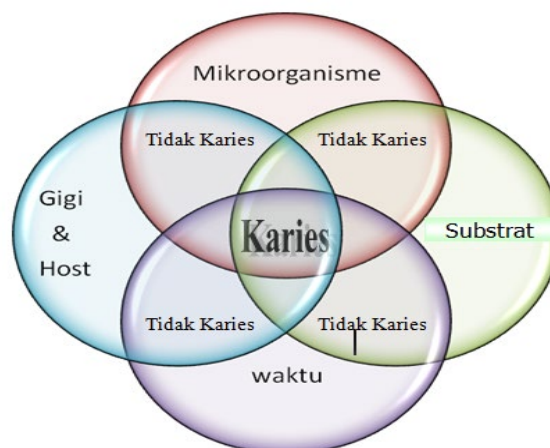 Mikroorganisme
Tidak Karies
Tidak Karies
Gigi
&
Host
Karies
Substrat
Tidak Karies
Tidak Karies
waktu